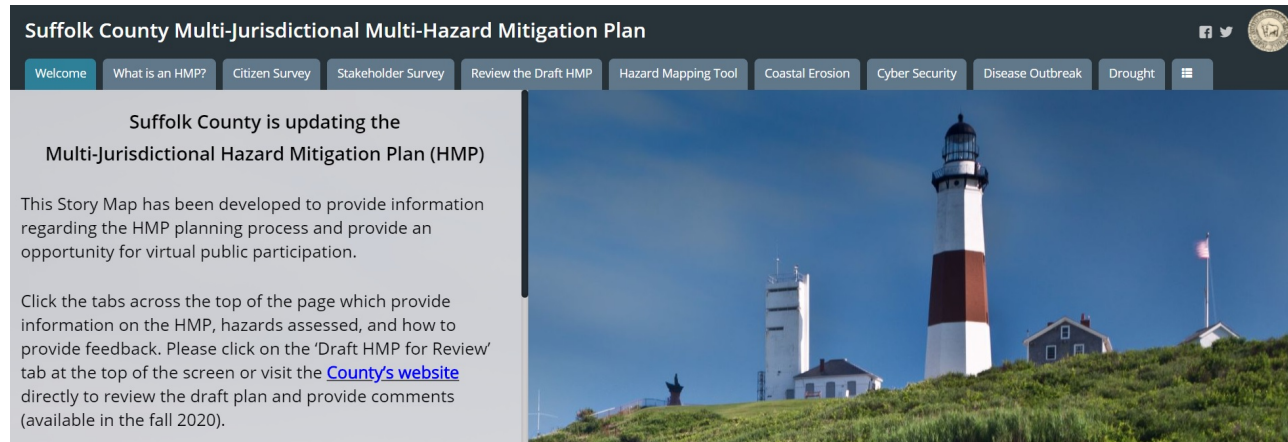 Suffolk County Multi-Jurisdictional Multi-Hazard Mitigation Plan
Welcome
What is an HMP?
Citizen Survey
Stakeholder Survey
Review the Draft HMP
Hazard Mapping Tool
Coastal Erosion
Cyber Security
Disease Outbreak
Drought
Suffolk County is updating the
Multi-Jurisdictional Hazard Mitigation Plan (HMP)
This Story Map has been developed to provide information
regarding the HMP planning process and provide an
opportunity for virtual public participation.
Click the tabs across the top of the page which provide
information on the HMP, hazards assessed, and how to
provide feedback. Please click on the ‘Draft HMP for Review’
tab at the top of the screen or visit the County’s website
directly to review the draft plan and provide comments
(available in the fall 2020).